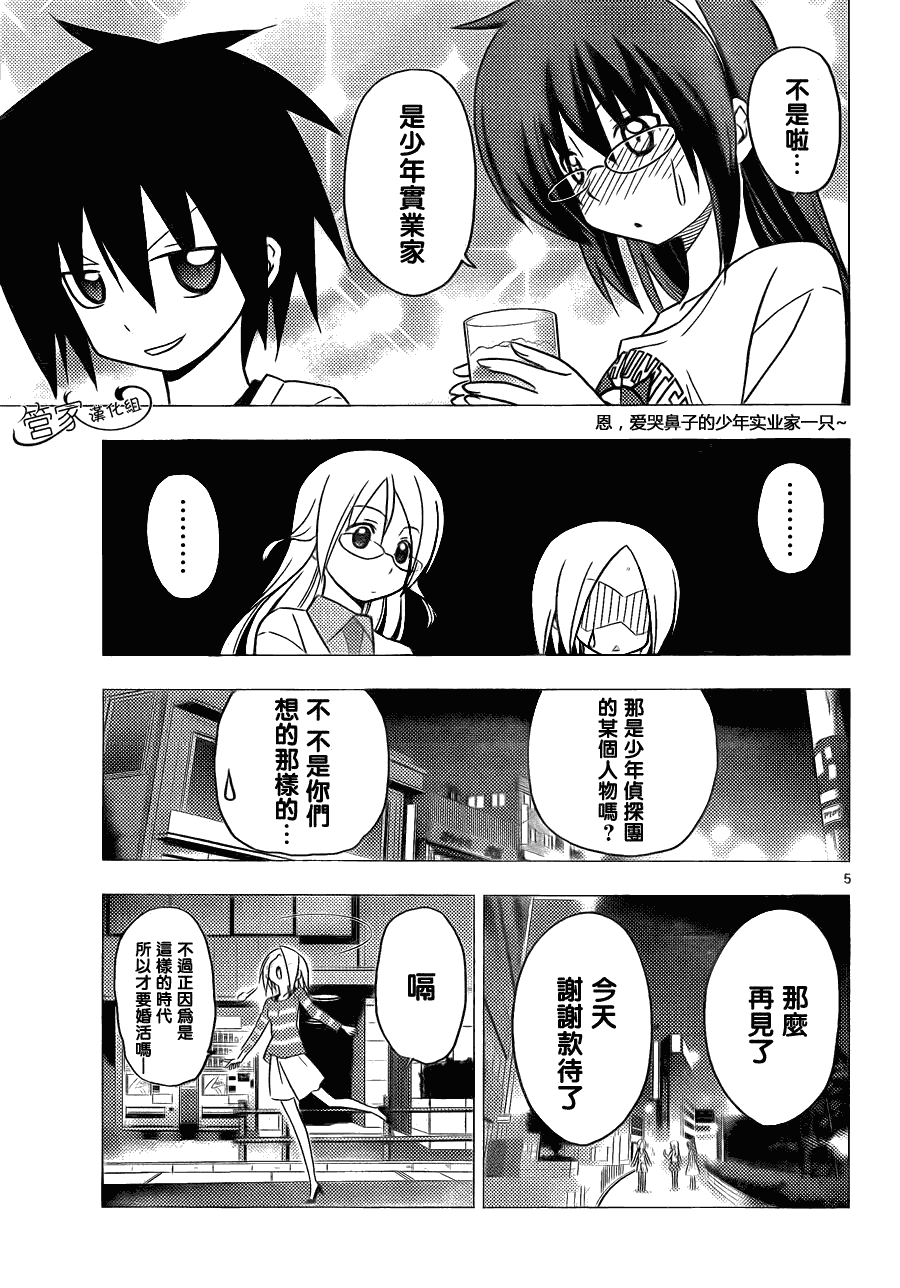 不是啦…
是少年實業家
管家漢化組
恩，爱哭鼻子的少年实业家一只~
………
………
那是少年偵探團
的某個人物嗎？
不 不是你們
想的那樣的…
5
那麼
再見了
今天
謝謝款待了
嗝
不過正因為是
這樣的時代
所以才要婚活嗎—